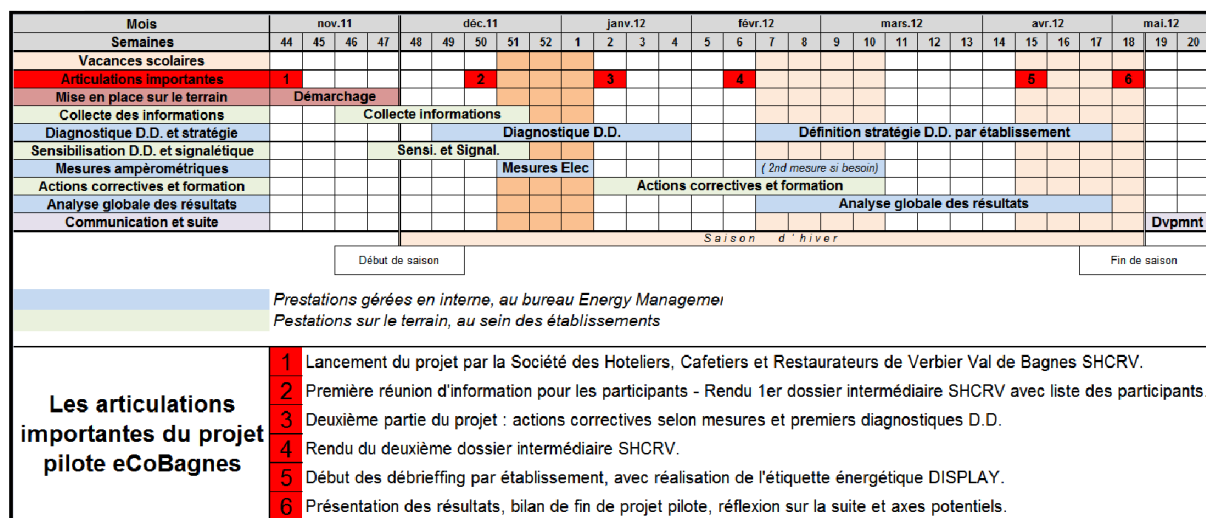 Mois nov.11 déc.11 janv.12 févr.12 mars.12 avr.12 mai.12
Semaines 44 45 46 47 48 49 50 51 52 1 2 3 4 5 6 7 8 9 10 11 12 13 14 15 16 17 18 19 20
Vacances scolaires
Articulations importantes 1 2 3 4 5 6
Mise en place sur le terrain Démarchage
Collecte des informations Collecte informations
Diagnostique D.D. et stratégie Diagnostique D.D. Définition stratégie D.D. par établissement
Sensibilisation D.D. et signalétique Sensi. et Signal.
Mesures ampèrométriques Mesures Elec ( 2nd mesure si besoin)
Actions correctives et formation Actions correctives et formation
Analyse globale des résultats Analyse globale des résultats
Communication et suite Dvpmnt
Saison d'hiver
Début de saison Fin de saison
Prestations gérées en interne, au bureau Energy Managemei
Pestations sur le terrain, au sein des établissements
Les articulations importantes du projet pilote eCoBagnes
1 Lancement du projet par la Société des Hoteliers, Cafetiers et Restaurateurs de Verbier Val de Bagnes SHCRV.
2 Première réunion d'information pour les participants - Rendu 1er dossier intermédiaire SHCRV avec liste des participants.
3 Deuxième partie du projet : actions correctives selon mesures et premiers diagnostiques D.D.
4 Rendu du deuxième dossier intermédiaire SHCRV.
5 Début des débrieffing par établissement, avec réalisation de l'étiquette énergétique DISPLAY.
6 Présentation des résultats, bilan de fin de projet pilote, réflexion sur la suite et axes potentiels.